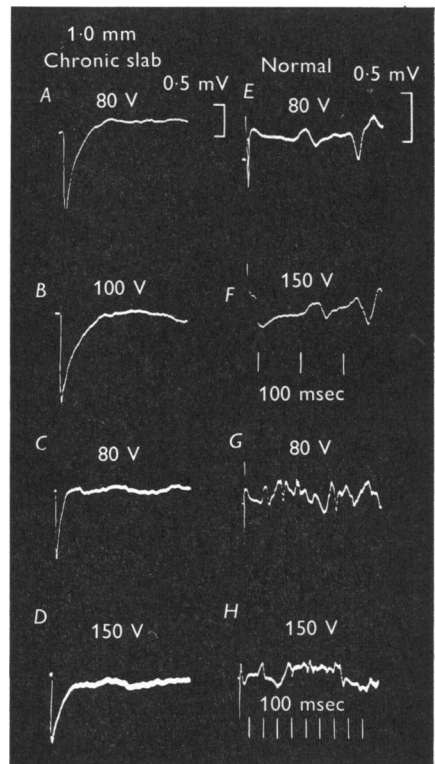 1·0 mm
Chronic slab
Normal
0·5 mV
0·5 mV
A
80 V
E
80 V
B
100 V
F
150 V
100 msec
C
80 V
G
80 V
D
150 V
H
150 V
100 msec